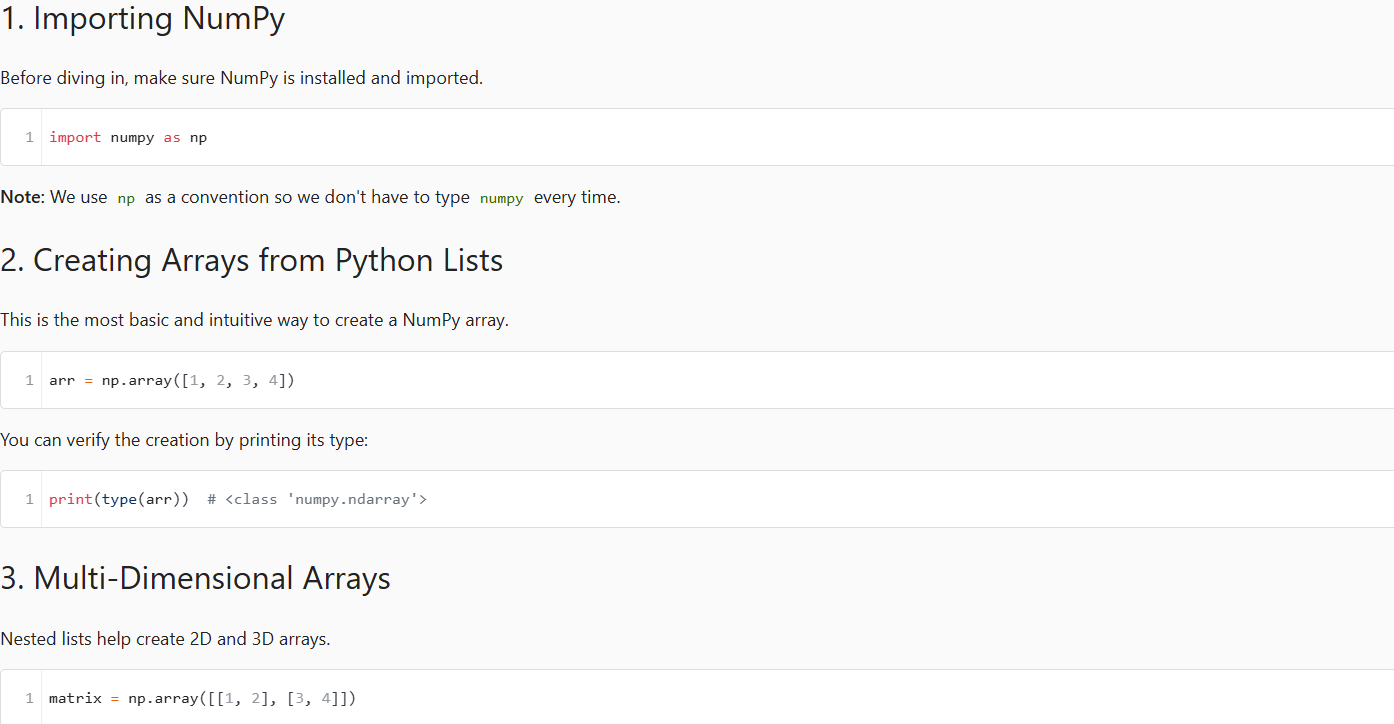 1. Importing NumPy
Before diving in, make sure NumPy is installed and imported.
1 import numpy as np
Note: We use np as a convention so we don't have to type numpy every time.
2. Creating Arrays from Python Lists
This is the most basic and intuitive way to create a NumPy array.
1 arr = np.array([1, 2, 3, 4])
You can verify the creation by printing its type:
1 print(type(arr))  # <class 'numpy.ndarray'>
3. Multi-Dimensional Arrays
Nested lists help create 2D and 3D arrays.
1 matrix = np.array([[1, 2], [3, 4]])